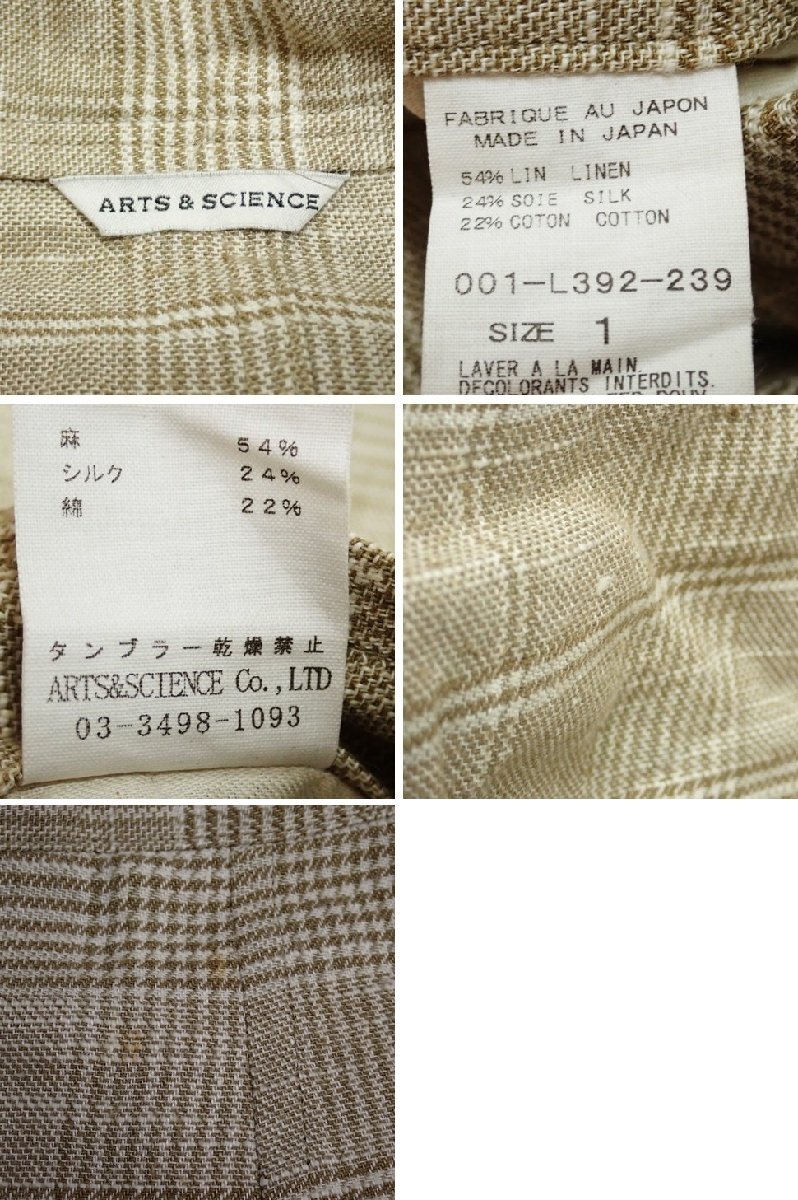 ARTS & SCIENCE
FABRIQUE AU JAPON
MADE IN JAPAN
54% LIN LINEN
24% SOIE SILK
22% COTON COTTON
001-L392-239
SIZE 1
LAVER A LA MAIN.
DECOLORANTS INTERDITS.
麻 54%
シルク 24%
綿 22%
タンブラー乾燥禁止
ARTS&SCIENCE Co.,LTD
03-3498-1093